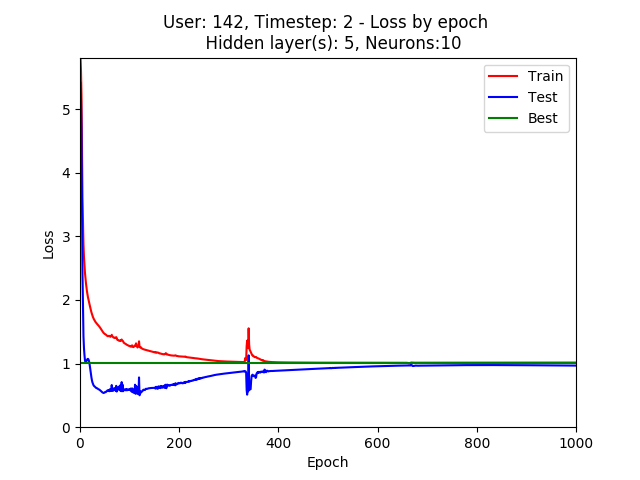 User: 142, Timestep: 2 - Loss by epoch
Hidden layer(s): 5, Neurons:10
Train
Test
Best
Loss
5
4
3
2
1
0
0
200
400
600
800
1000
Epoch